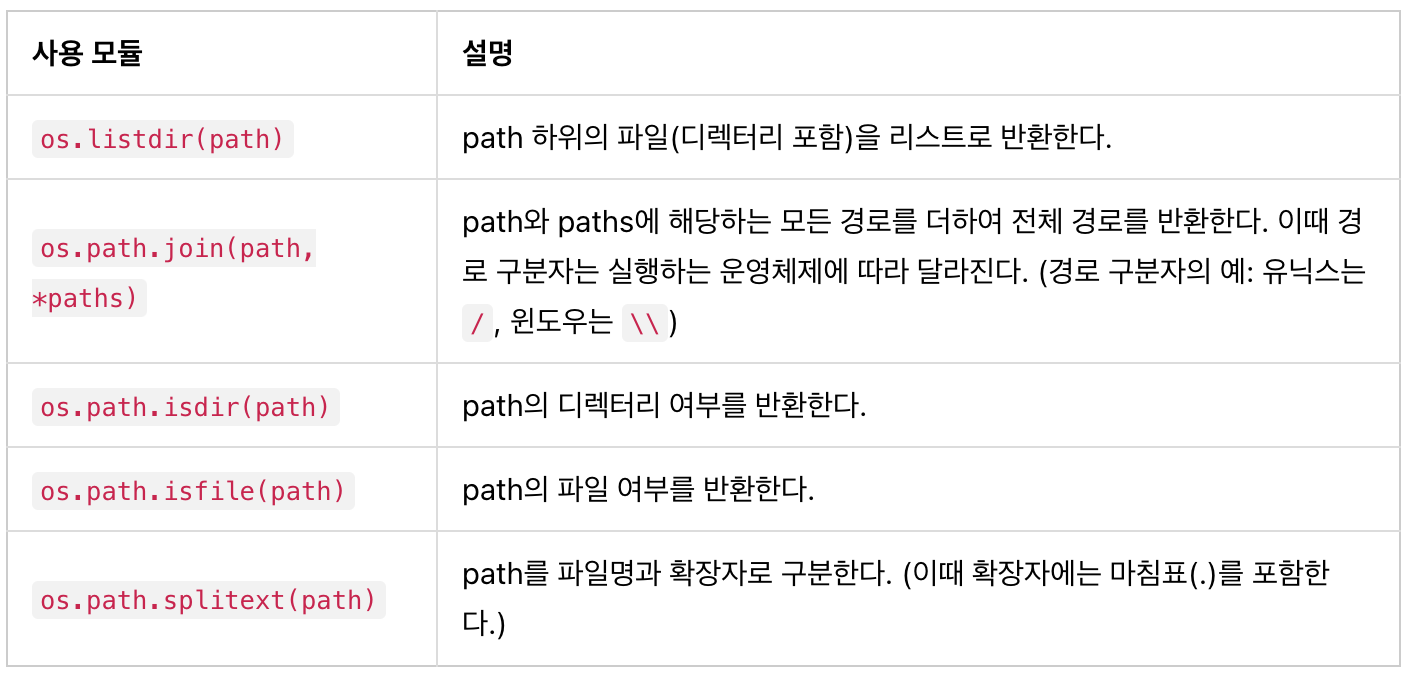 사용 모듈
설명
os.listdir(path)
path 하위의 파일(디렉터리 포함)을 리스트로 반환한다.
os.path.join(path,
*paths)
path와 paths에 해당하는 모든 경로를 더하여 전체 경로를 반환한다. 이때 경
로 구분자는 실행하는 운영체제에 따라 달라진다. (경로 구분자의 예: 유닉스는
/, 윈도우는 \\)
os.path.isdir(path)
path의 디렉터리 여부를 반환한다.
os.path.isfile(path)
path의 파일 여부를 반환한다.
os.path.splitext(path)
path를 파일명과 확장자로 구분한다. (이때 확장자에는 마침표(.)를 포함한
다.)